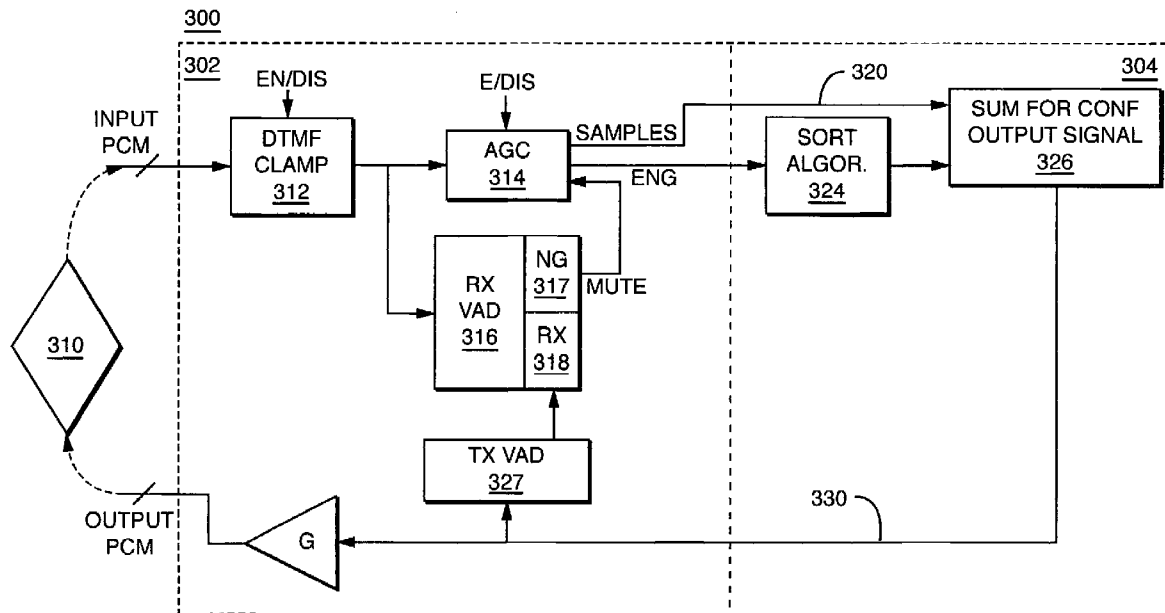 300
302
304
EN/DIS
E/DIS
320
INPUT
PCM
DTMF
CLAMP
312
AGC
314
SAMPLES
ENG
SORT
ALGOR.
324
SUM FOR CONF
OUTPUT SIGNAL
326
RX
VAD
316
NG
317
RX
318
MUTE
310
TX VAD
327
OUTPUT
PCM
G
330